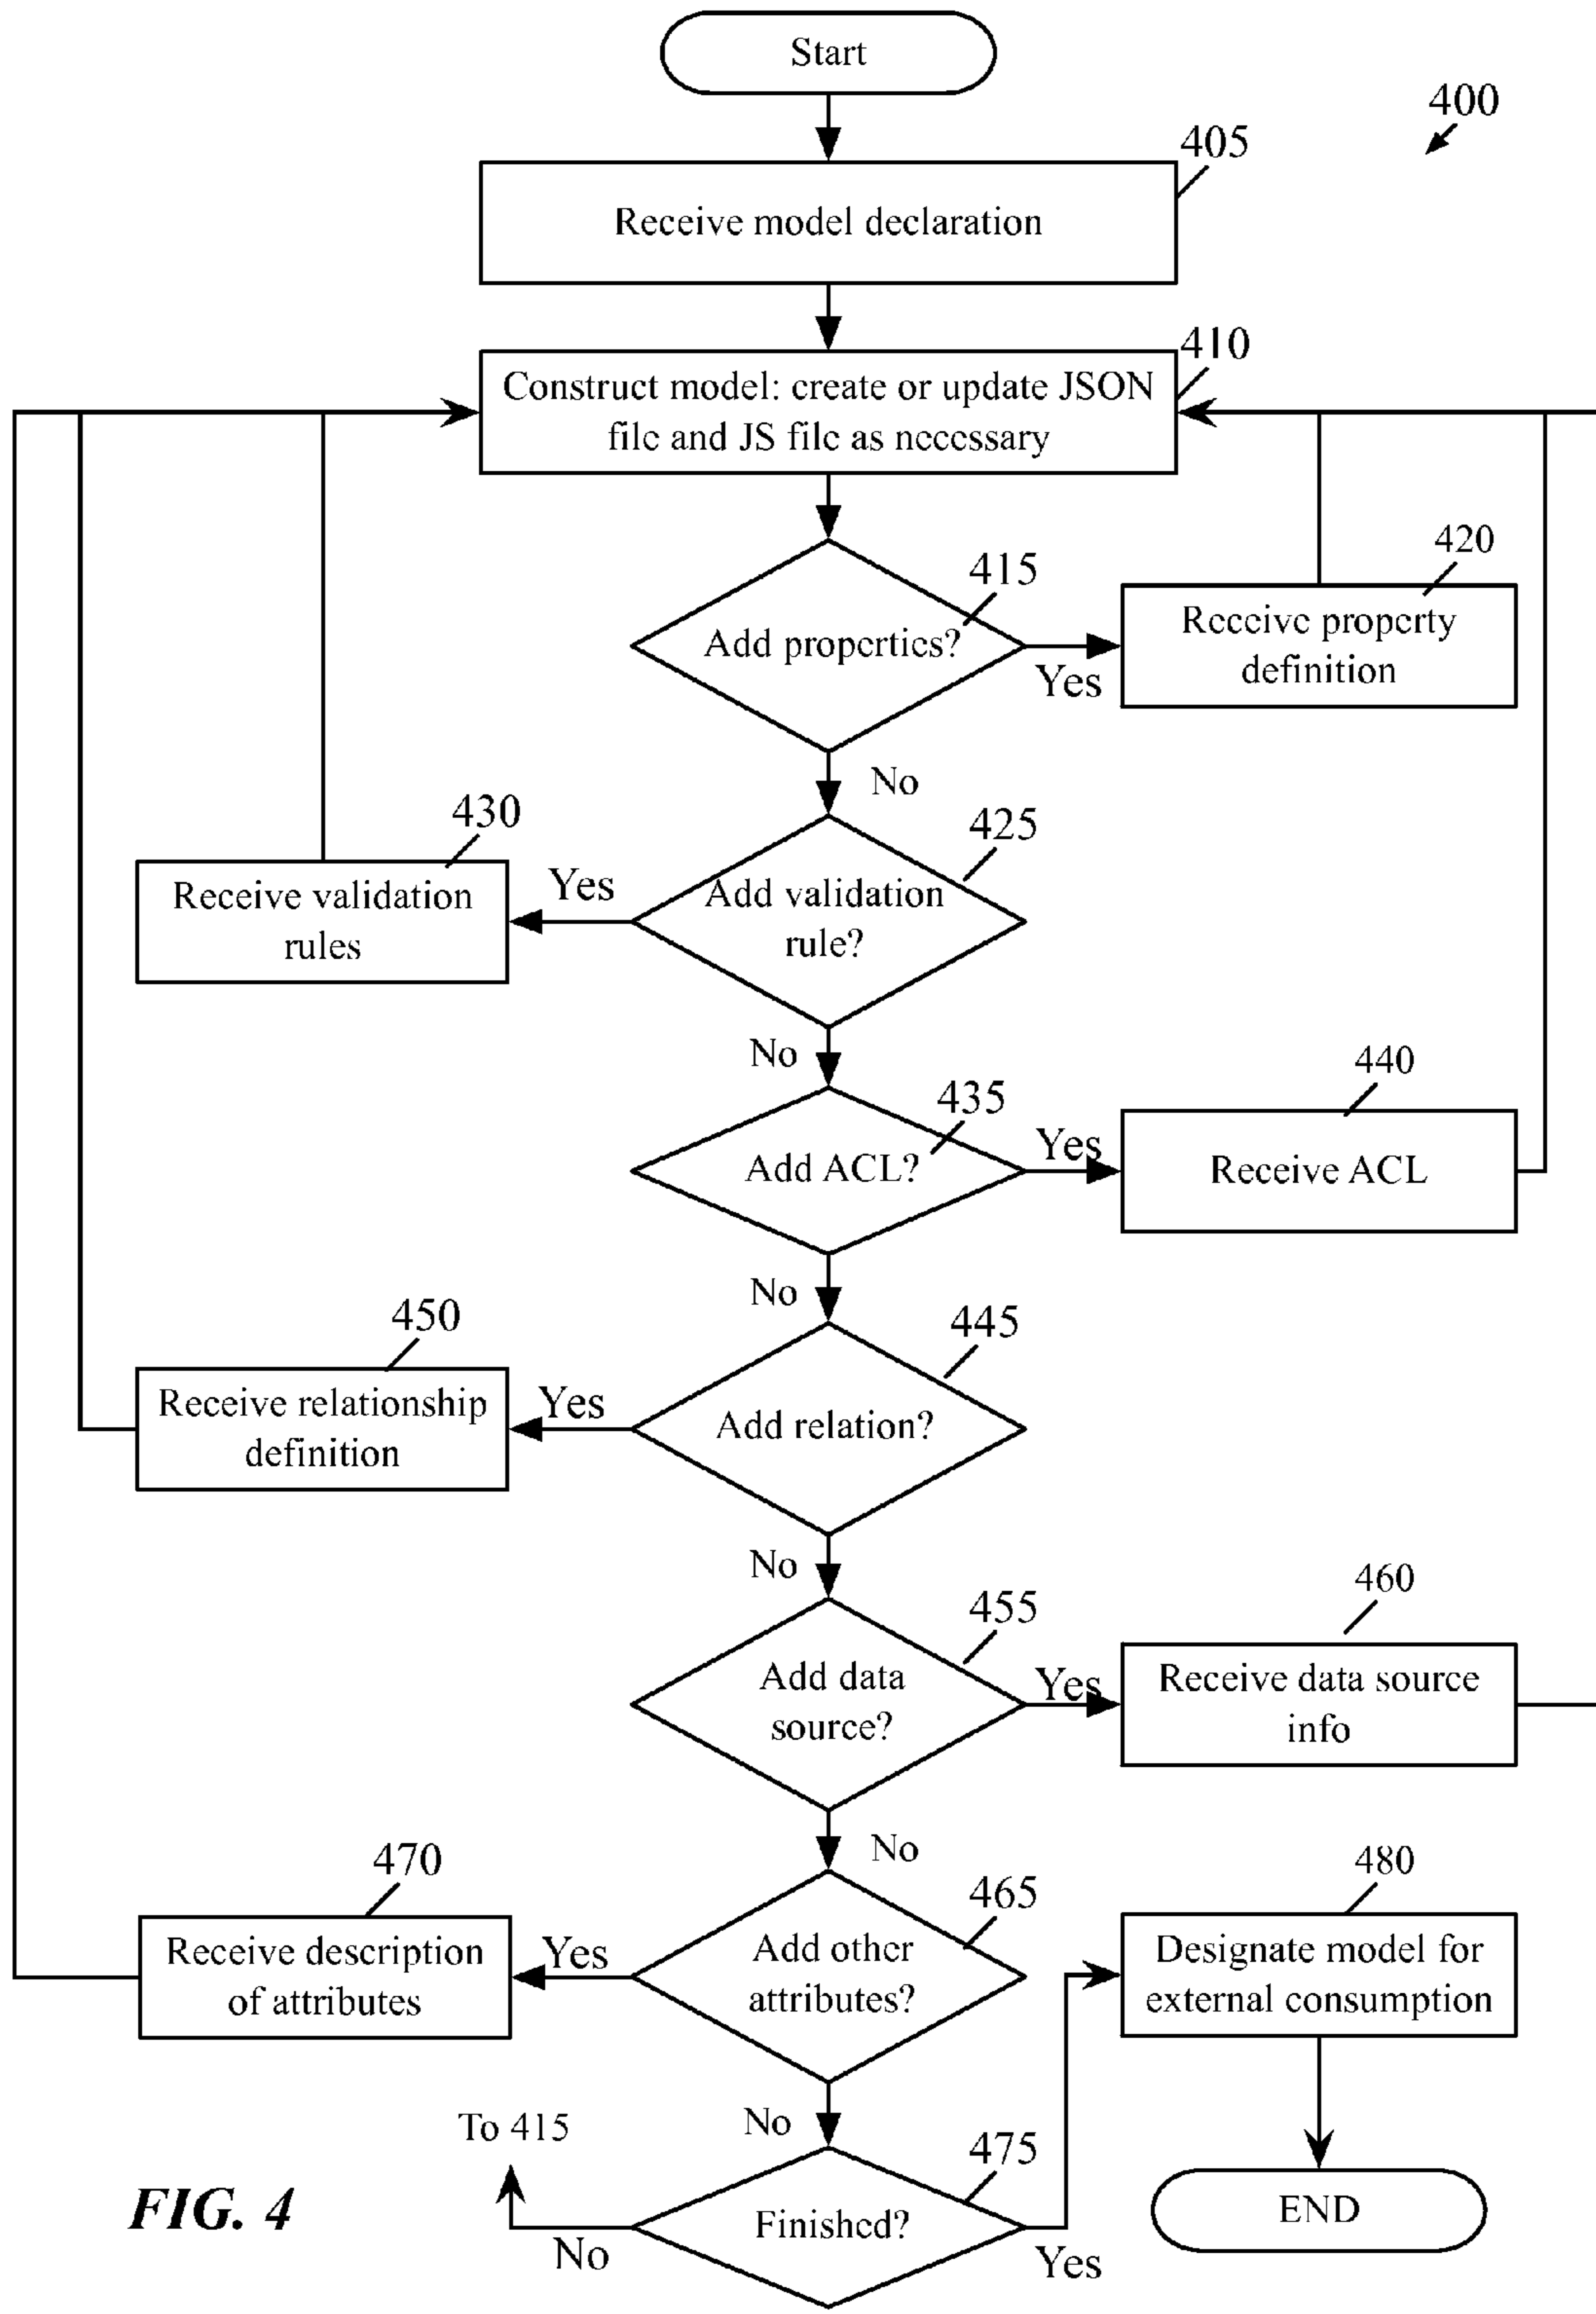 Start
400
405
Receive model declaration
410
Construct model: create or update JSON
file and JS file as necessary
415
Add properties?
Yes
420
Receive property
definition
No
430
Receive validation
rules
Yes
425
Add validation
rule?
No
435
Add ACL?
Yes
440
Receive ACL
No
450
Receive relationship
definition
Yes
445
Add relation?
No
455
Add data
source?
Yes
460
Receive data source
info
No
470
Receive description
of attributes
Yes
465
Add other
attributes?
480
Designate model for
external consumption
No
To 415
475
Finished?
No
Yes
END
FIG. 4